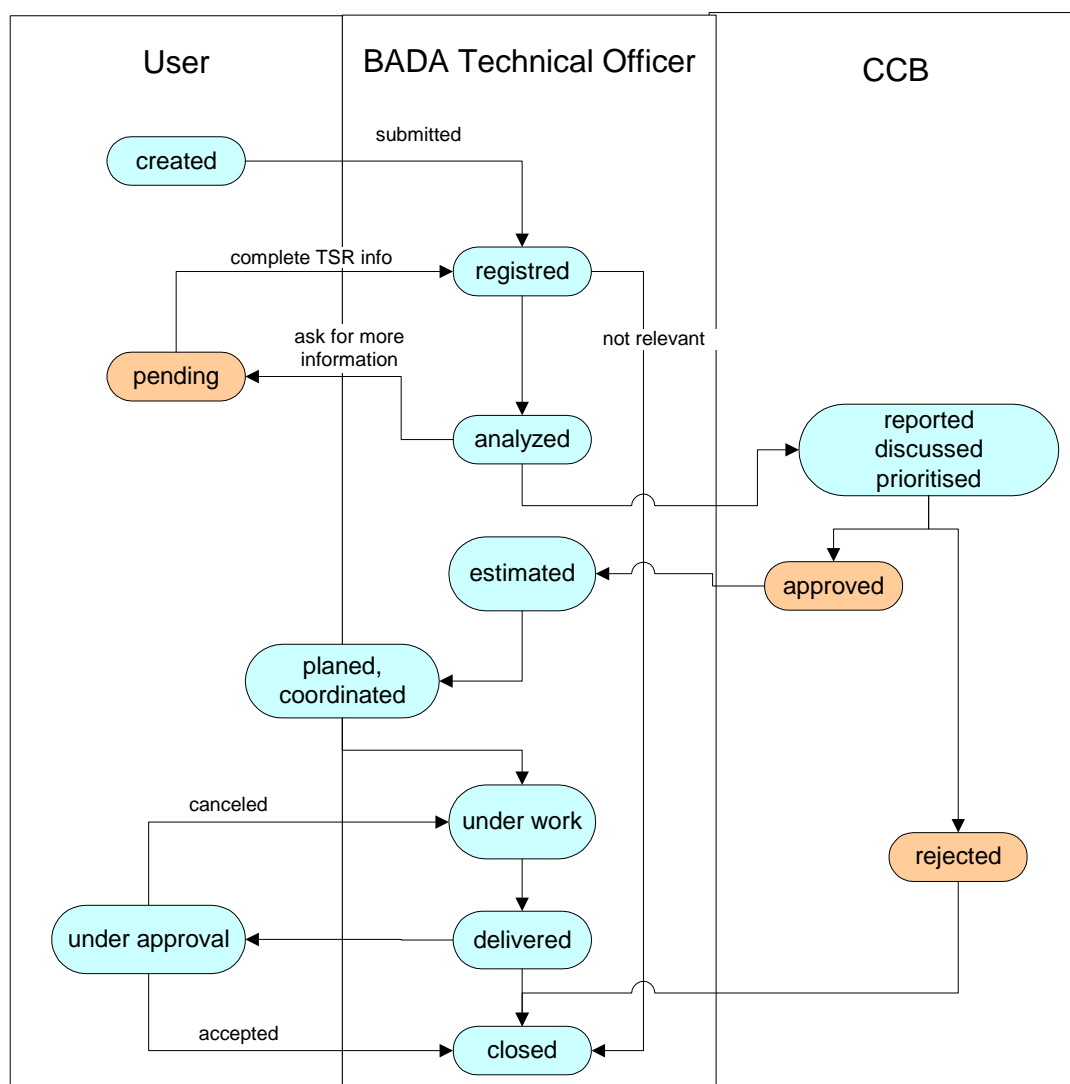 User
BADA Technical Officer
CCB
submitted
created
complete TSR info
registred
ask for more
information
not relevant
pending
analyzed
reported
discussed
prioritised
estimated
approved
planed,
coordinated
canceled
under work
rejected
under approval
delivered
accepted
closed